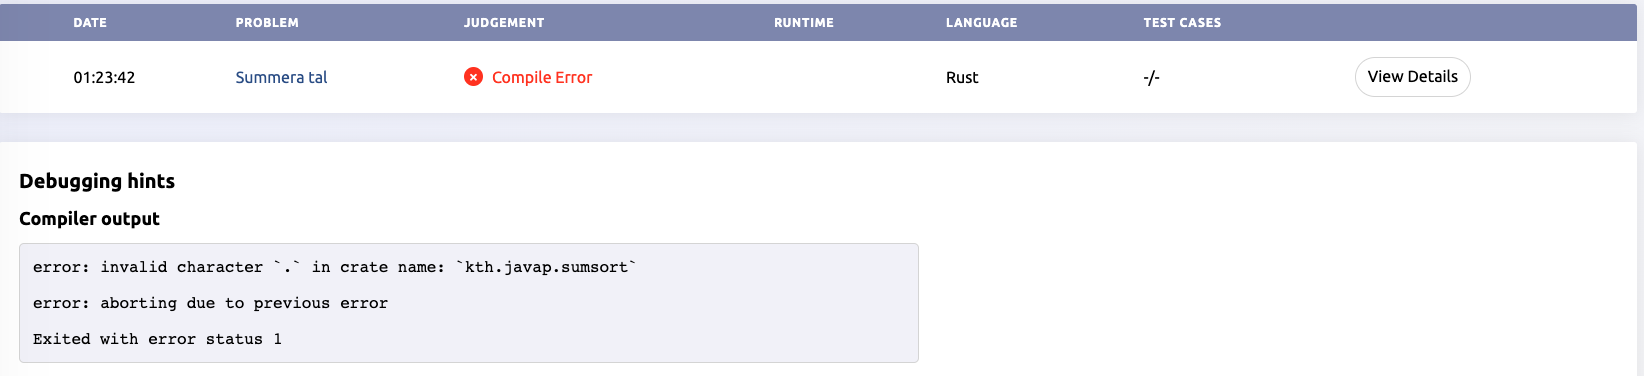 DATE PROBLEM JUDGEMENT RUNTIME LANGUAGE TEST CASES
01:23:42 Summera tal Compile Error Rust -/- View Details
Debugging hints
Compiler output
error: invalid character `.` in crate name: `kth.javap.sumsort`
error: aborting due to previous error
Exited with error status 1